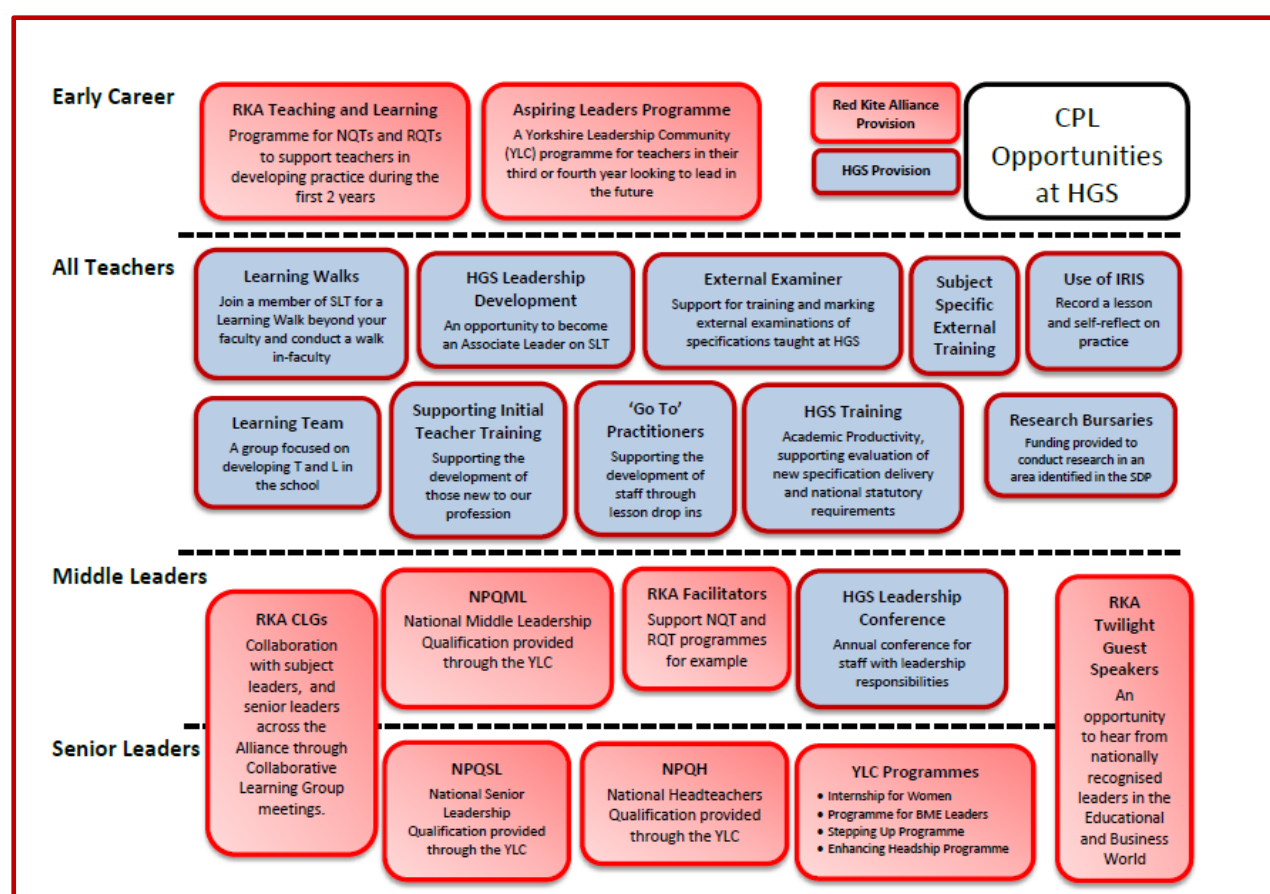 Early Career
RKA Teaching and Learning
Programme for NQTs and RQTs
to support teachers in
developing practice during the
first 2 years
Aspiring Leaders Programme
A Yorkshire Leadership Community
(YLC) programme for teachers in their
third or fourth year looking to lead in
the future
Red Kite Alliance
Provision
HGS Provision
CPL
Opportunities
at HGS
All Teachers
Learning Walks
Join a member of SLT for a
Learning Walk beyond your
faculty and conduct a walk
in-faculty
HGS Leadership
Development
An opportunity to become
an Associate Leader on SLT
External Examiner
Support for training and marking
external examinations of
specifications taught at HGS
Subject
Specific
External
Training
Use of IRIS
Record a lesson
and self-reflect on
practice
Learning Team
A group focused on
developing T and L in
the school
Supporting Initial
Teacher Training
Supporting the
development of
those new to our
profession
‘Go To’
Practitioners
Supporting the
development of
staff through
lesson drop ins
HGS Training
Academic Productivity,
supporting evaluation of
new specification delivery
and national statutory
requirements
Research Bursaries
Funding provided to
conduct research in an
area identified in the SDP
Middle Leaders
RKA CLGs
Collaboration
with subject
leaders, and
senior leaders
across the
Alliance through
Collaborative
Learning Group
meetings.
NPQML
National Middle Leadership
Qualification provided
through the YLC
RKA Facilitators
Support NQT and
RQT programmes
for example
HGS Leadership
Conference
Annual conference for
staff with leadership
responsibilities
RKA
Twilight
Guest
Speakers
An
opportunity
to hear from
nationally
recognised
leaders in the
Educational
and Business
World
Senior Leaders
NPQSL
National Senior
Leadership
Qualification provided
through the YLC
NPQH
National Headteachers
Qualification provided
through the YLC
YLC Programmes
• Internship for Women
• Programme for BME Leaders
• Stepping Up Programme
• Enhancing Headship Programme